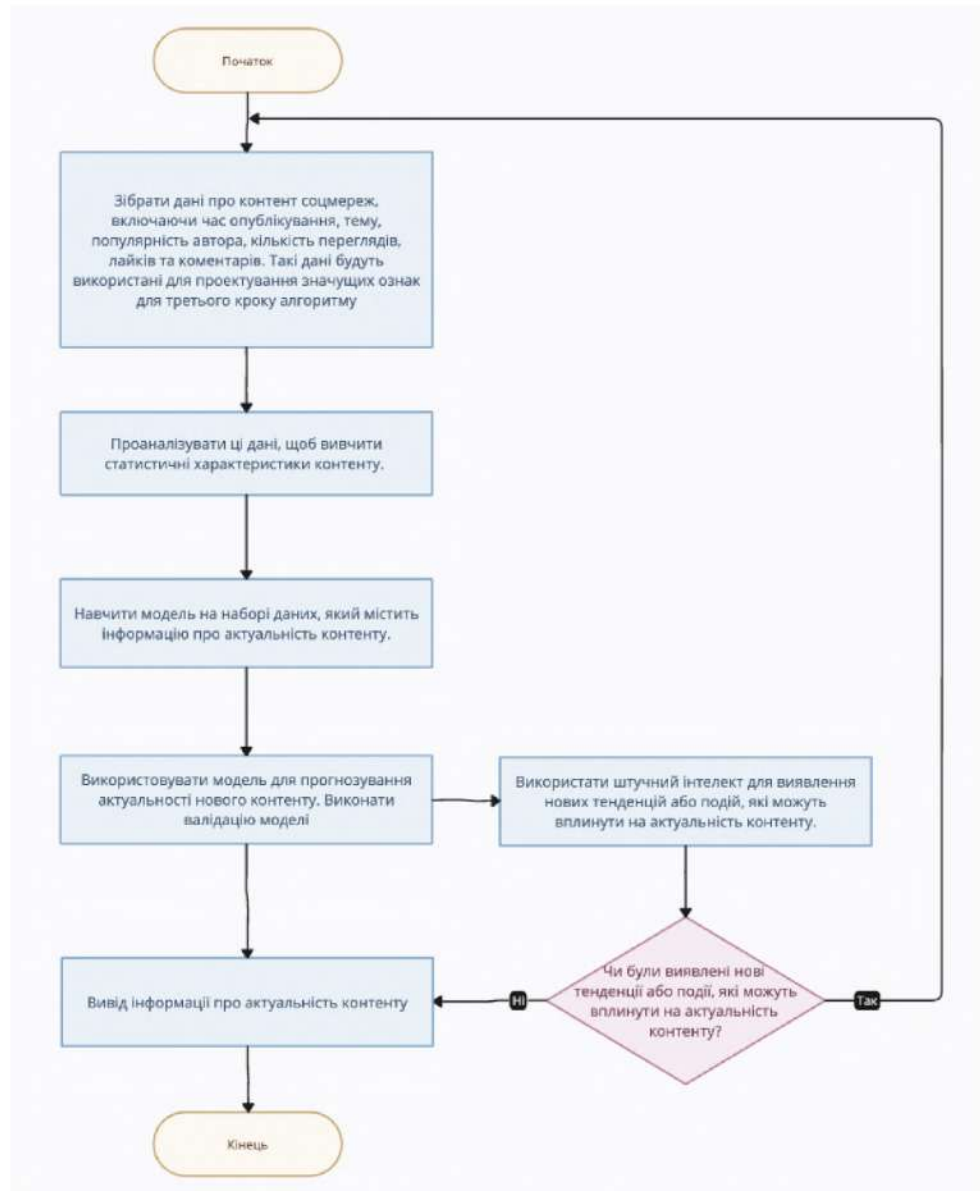 Початок
Зібрати дані про контент соцмереж,
включаючи час опублікування, тему,
популярність автора, кількість переглядів,
лайків та коментарів. Такі дані будуть
використані для проектування значущих ознак
для третього кроку алгоритму
Проаналізувати ці дані, щоб вивчити
статистичні характеристики контенту.
Навчити модель на наборі даних, який містить
інформацію про актуальність контенту.
Використовувати модель для прогнозування
актуальності нового контенту. Виконати
валідацію моделі
Використати штучний інтелект для виявлення
нових тенденцій або подій, які можуть
вплинути на актуальність контенту.
Чи були виявлені нові
тенденції або події, які можуть
вплинути на актуальність
контенту?
Ні
Так
Вивід інформації про актуальність контенту
Кінець